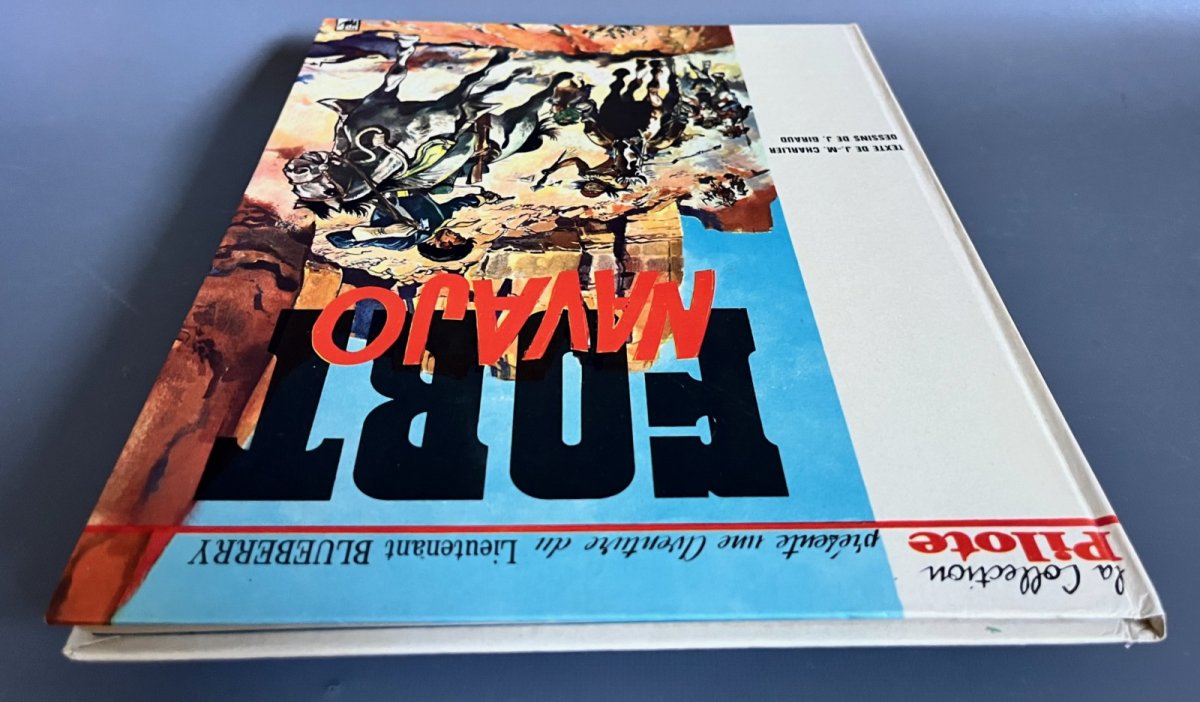 la Collection
Pilote
présente une Aventure du Lieutenant BLUEBERRY
FORT
NAVAJO
TEXTE DE J.-M. CHARLIER
DESSINS DE J. GIRAUD